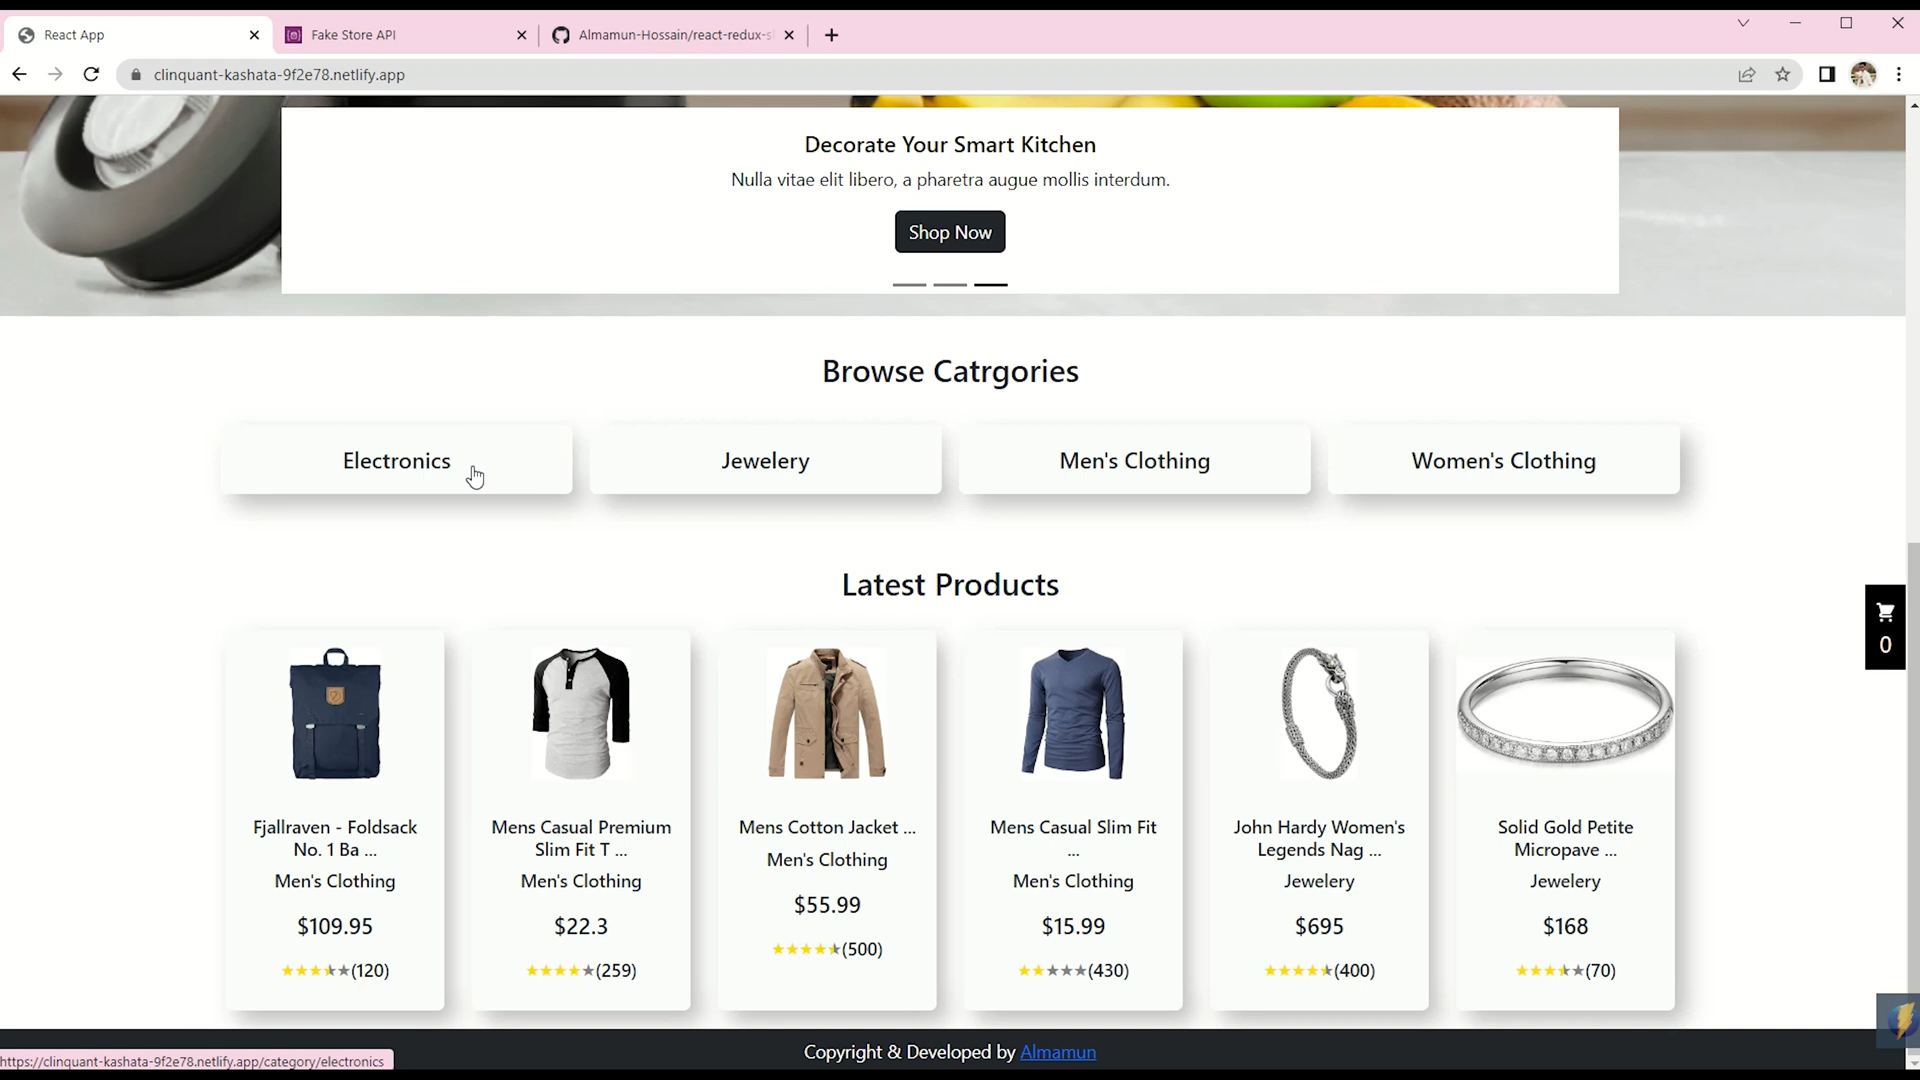 React App
Fake Store API
Almamun-Hossain/react-redux-s
clinquant-kashata-9f2e78.netlify.app
Decorate Your Smart Kitchen
Nulla vitae elit libero, a pharetra augue mollis interdum.
Shop Now
Browse Catrgories
Electronics
Jewelery
Men's Clothing
Women's Clothing
0
Latest Products
Fjallraven - Foldsack
No. 1 Ba ...
Men's Clothing
$109.95
(120)
Mens Casual Premium
Slim Fit T ...
Men's Clothing
$22.3
(259)
Mens Cotton Jacket ...
Men's Clothing
$55.99
(500)
Mens Casual Slim Fit
...
Men's Clothing
$15.99
(430)
John Hardy Women's
Legends Nag ...
Jewelery
$695
(400)
Solid Gold Petite
Micropave ...
Jewelery
$168
(70)
Copyright & Developed by Almamun
https://clinquant-kashata-9f2e78.netlify.app/category/electronics